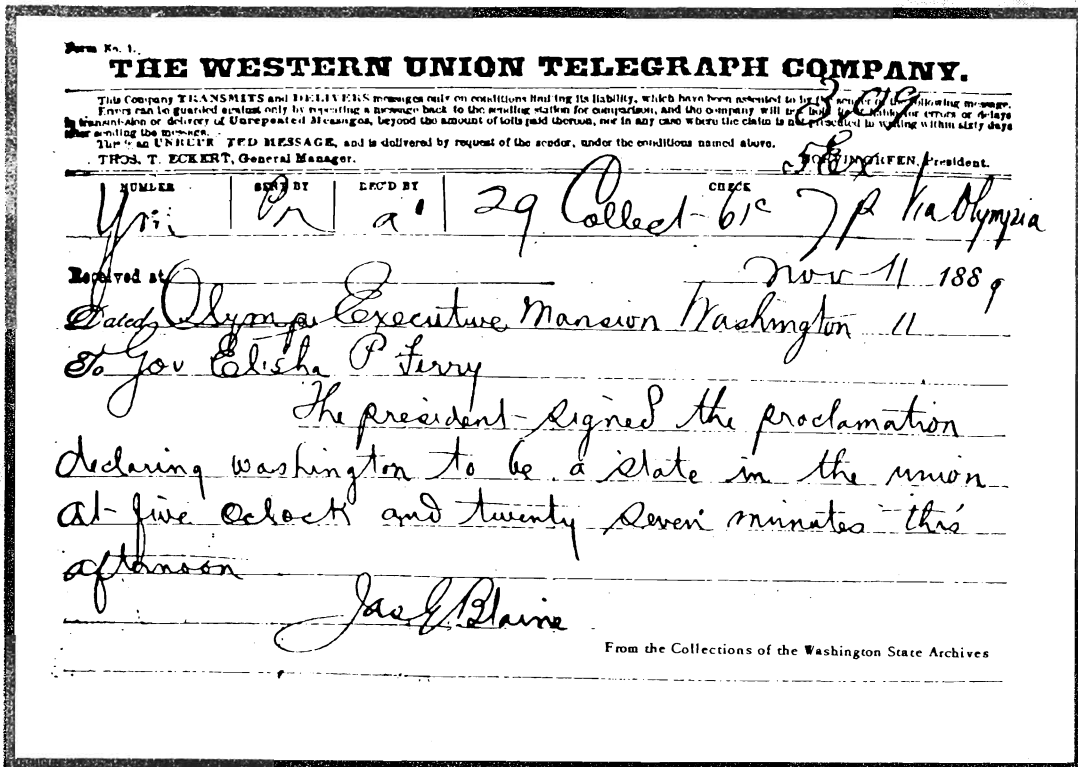 Form No. 1.
THE WESTERN UNION TELEGRAPH COMPANY.
This Company TRANSMITS and DELIVERS messages only on conditions limiting its liability, which have been assented to by the sender of the following message.
Errors can be guarded against only by repeating a message back to the sending station for comparison, and the company will not hold itself liable for errors or delays
in transmission or delivery of Unrepeated Messages, beyond the amount of tolls paid thereon, nor in any case where the claim is not presented in writing within sixty days
after sending the message.
This is an UNREPEATED MESSAGE, and is delivered by request of the sender, under the conditions named above.
THOS. T. ECKERT, General Manager. NORVIN GREEN, President.
NUMBER SENT BY REC'D BY CHECK
29 Collect 61c 7 p Via Olympia
Received at Nov 11 1889
Dated Executive Mansion Washington 11
To Gov Elisha P Ferry
The president signed the proclamation
declaring washington to be a state in the union
at five oclock and twenty seven minutes this
afternoon
Jas G Blaine
From the Collections of the Washington State Archives